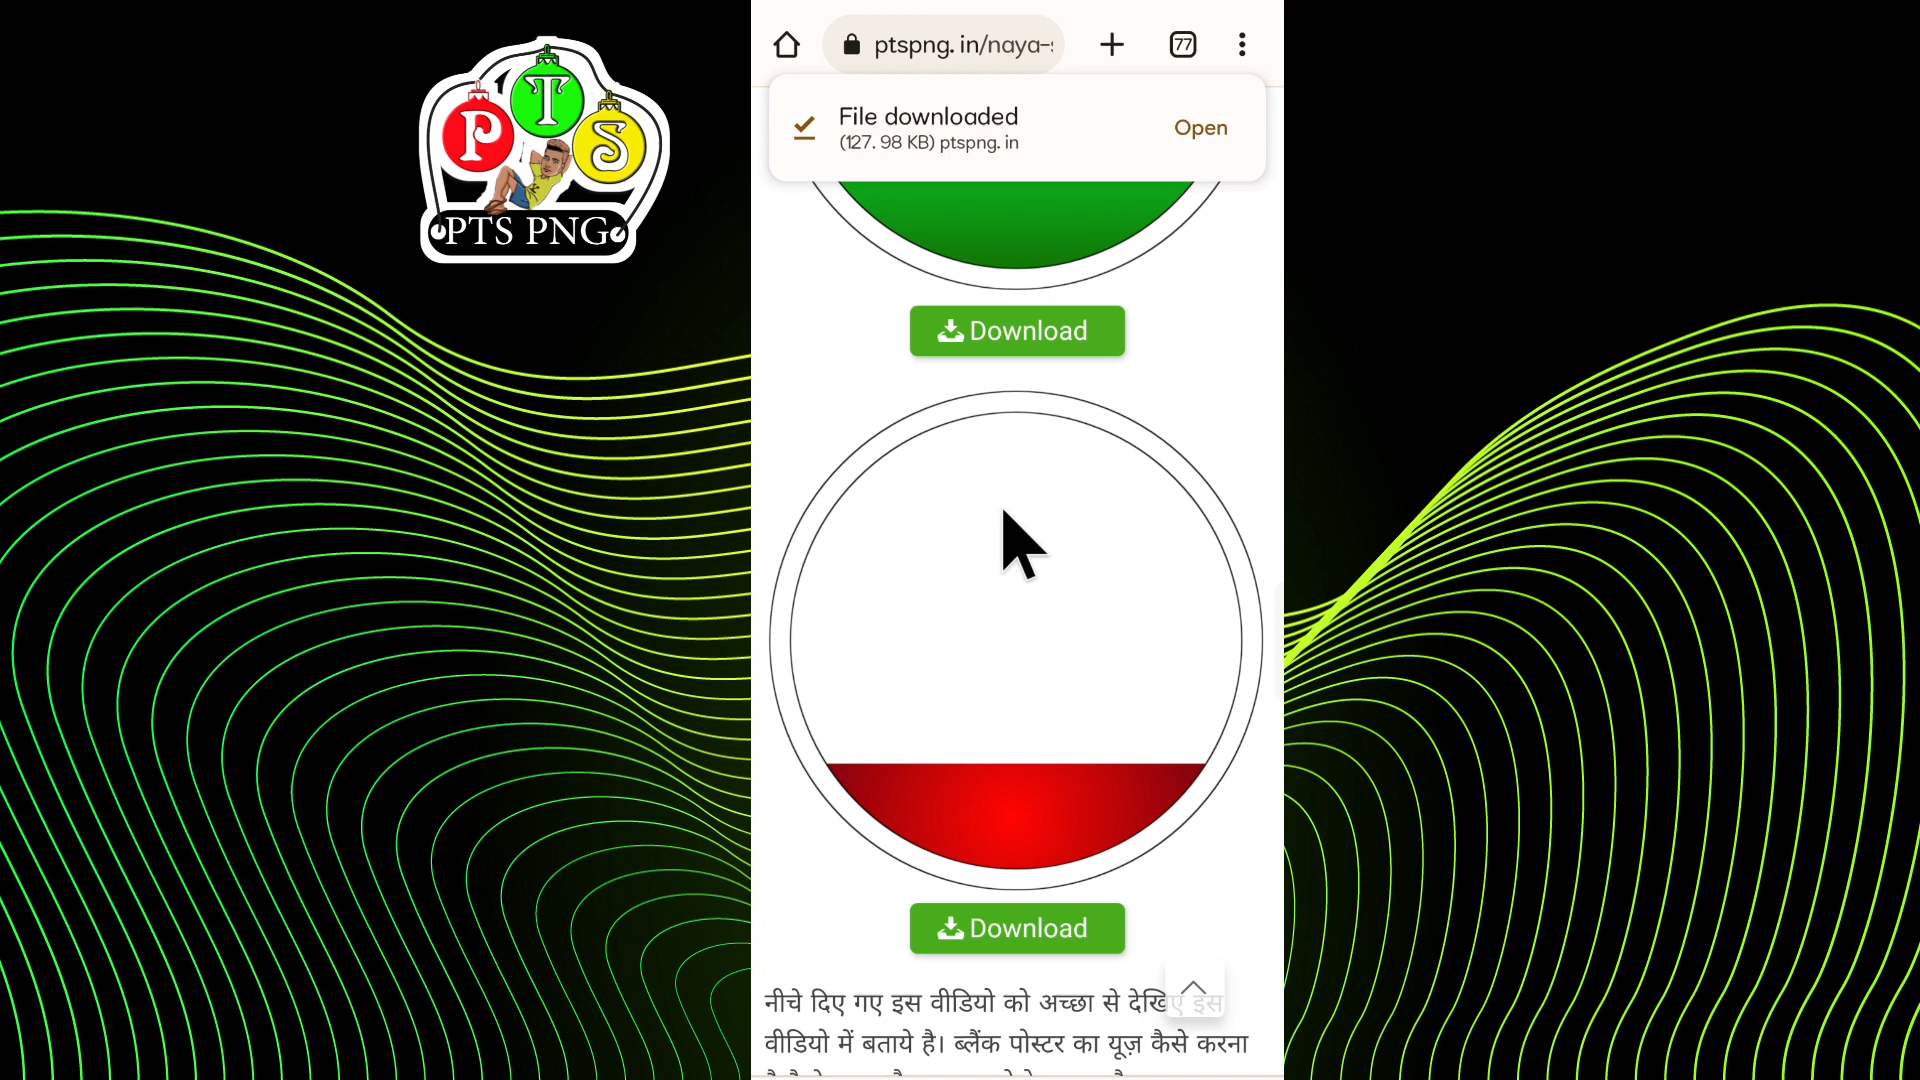 P T S
PTS PNG
ptspng. in/naya-
77
File downloaded
(127. 98 KB) ptspng. in
Open
Download
Download
नीचे दिए गए इस वीडियो को अच्छा से देखिए इस
वीडियो में बताये है। ब्लैंक पोस्टर का यूज़ कैसे करना